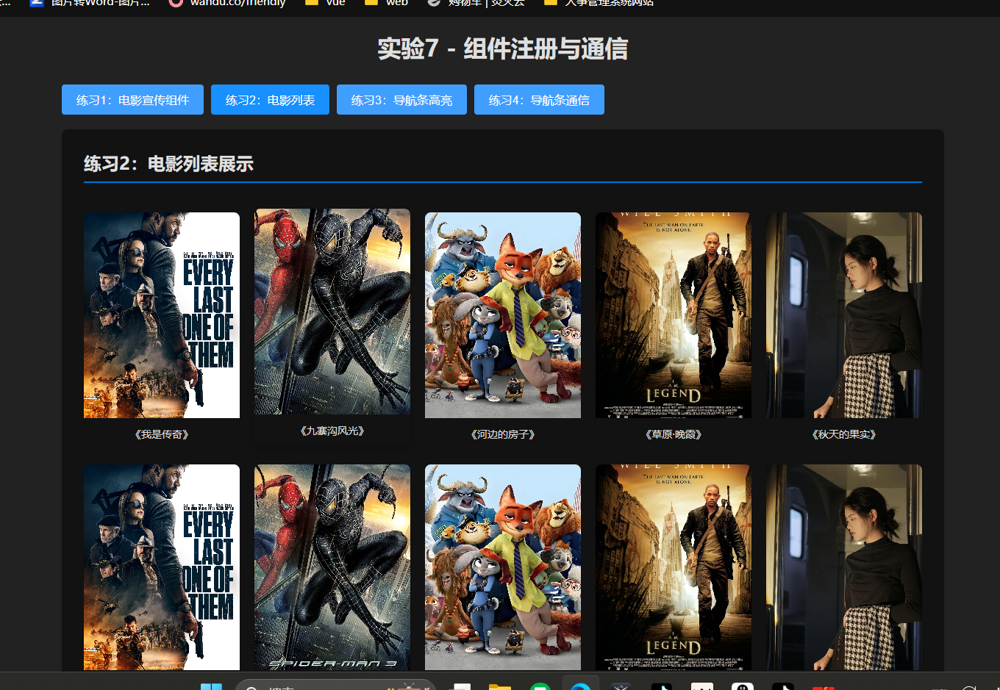 图片转Word-图片...
wandu.co/friendly
vue
web
购物车 | 炎火云
人事管理系统网站
实验7 - 组件注册与通信
练习1：电影宣传组件
练习2：电影列表
练习3：导航条高亮
练习4：导航条通信
练习2：电影列表展示
EVERY
LAST
ONE OF
THEM
WILL SMITH
THE LAST MAN ON EARTH
IS NOT ALONE.
I AM
LEGEND
《我是传奇》
《九寨沟风光》
《河边的房子》
《草原·晚霞》
《秋天的果实》
EVERY
LAST
ONE OF
THEM
SPIDER-MAN 3
WILL SMITH
THE LAST MAN ON EARTH
IS NOT ALONE.
I AM
LEGEND
搜索